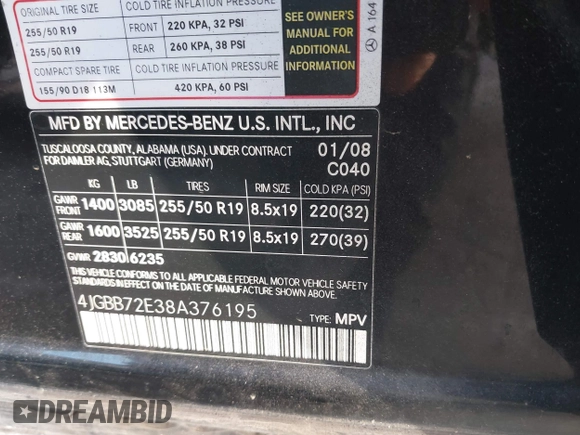 ORIGINAL TIRE SIZE COLD TIRE INFLATION PRESSURE
255/50 R19 FRONT 220 KPA, 32 PSI
255/50 R19 REAR 260 KPA, 38 PSI
COMPACT SPARE TIRE COLD TIRE INFLATION PRESSURE
155/90 D18 113M 420 KPA, 60 PSI
SEE OWNER'S
MANUAL FOR
ADDITIONAL
INFORMATION
A 164
MFD BY MERCEDES-BENZ U.S. INTL., INC
TUSCALOOSA COUNTY, ALABAMA (USA). UNDER CONTRACT
FOR DAIMLER AG, STUTTGART (GERMANY)
01/08
C040
KG LB TIRES RIM SIZE COLD KPA (PSI)
GAWR FRONT 1400 3085 255/50 R19 8.5x19 220(32)
GAWR REAR 1600 3525 255/50 R19 8.5x19 270(39)
GVWR 2830 6235
THIS VEHICLE CONFORMS TO ALL APPLICABLE FEDERAL MOTOR VEHICLE SAFETY
STANDARDS IN EFFECT ON THE DATE OF MANUFACTURE SHOWN ABOVE.
4JGBB72E38A376195
TYPE: MPV
DREAMBID